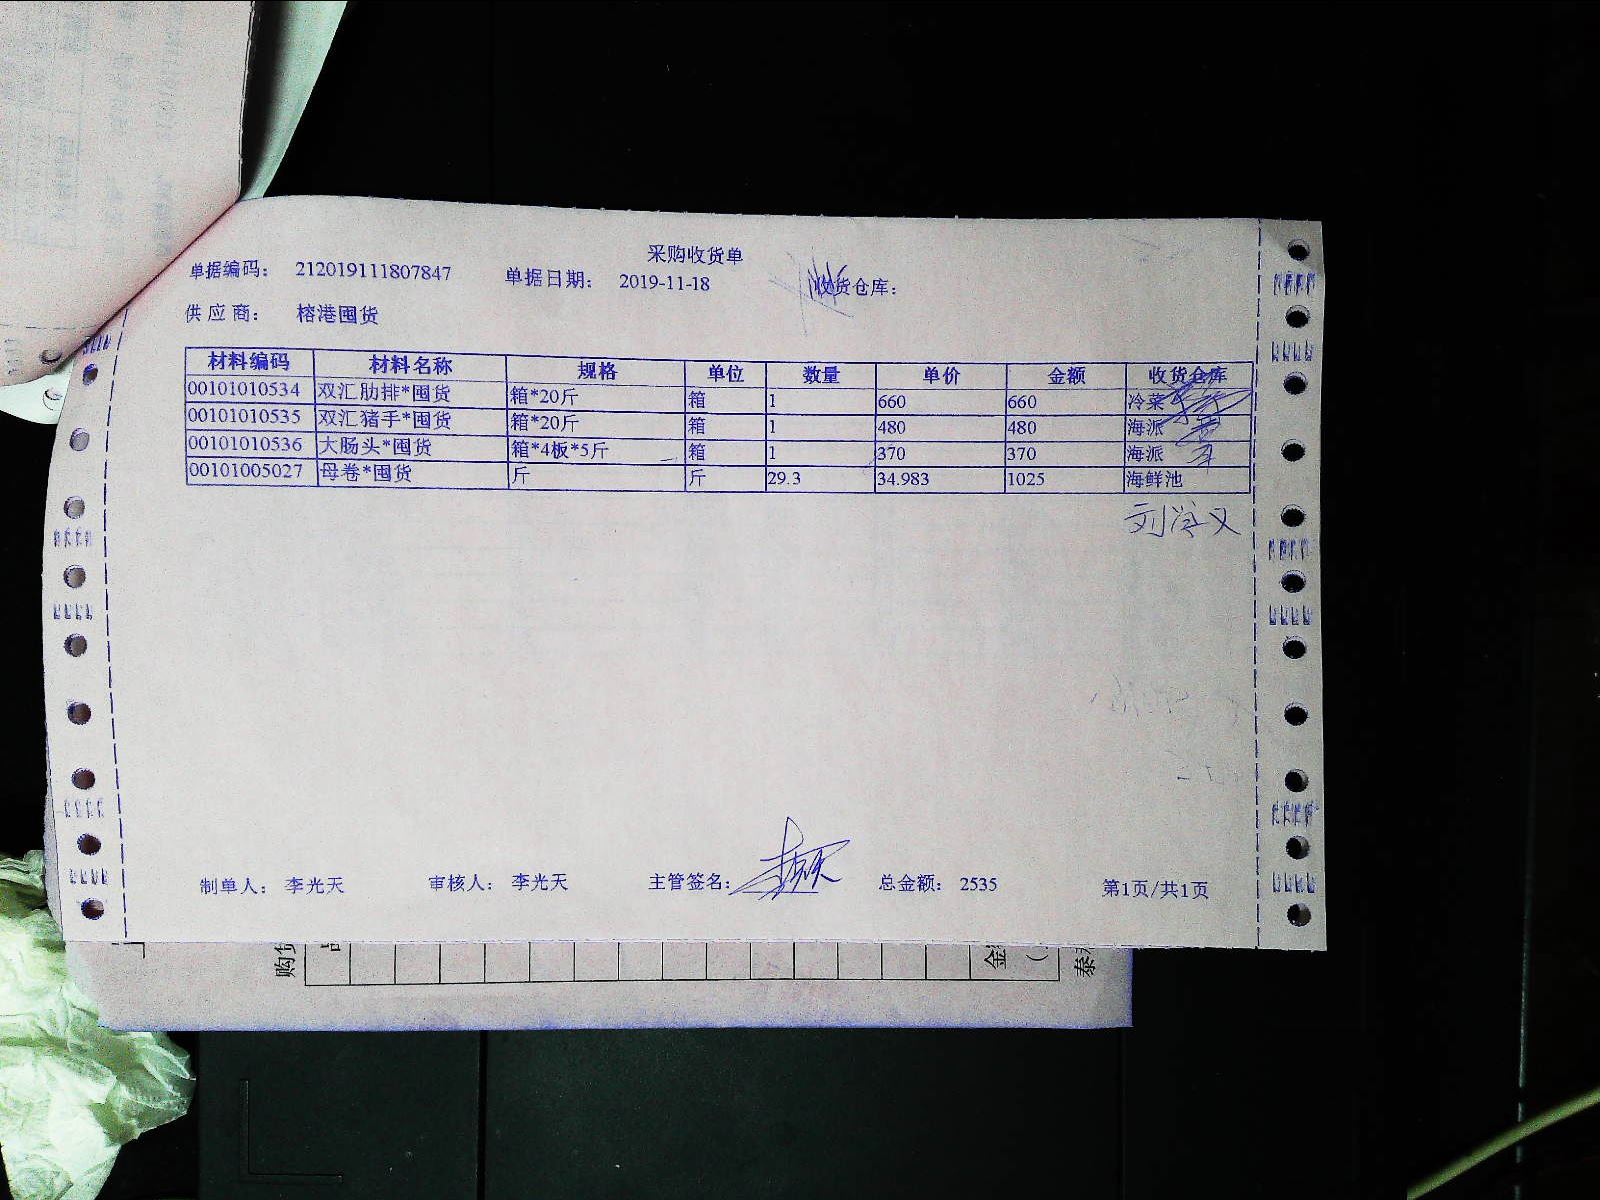 采购收货单
单据编码： 212019111807847 单据日期： 2019-11-18 收货仓库：
供应商： 榕港囤货
材料编码 材料名称 规格 单位 数量 单价 金额 收货仓库
00101010534 双汇肋排*囤货 箱*20斤 箱 1 660 660 冷菜
00101010535 双汇猪手*囤货 箱*20斤 箱 1 480 480 海派
00101010536 大肠头*囤货 箱*4板*5斤 箱 1 370 370 海派
00101005027 母卷*囤货 斤 斤 29.3 34.983 1025 海鲜池
制单人： 李光天 审核人： 李光天 主管签名： 总金额： 2535 第1页/共1页
购
金
泰